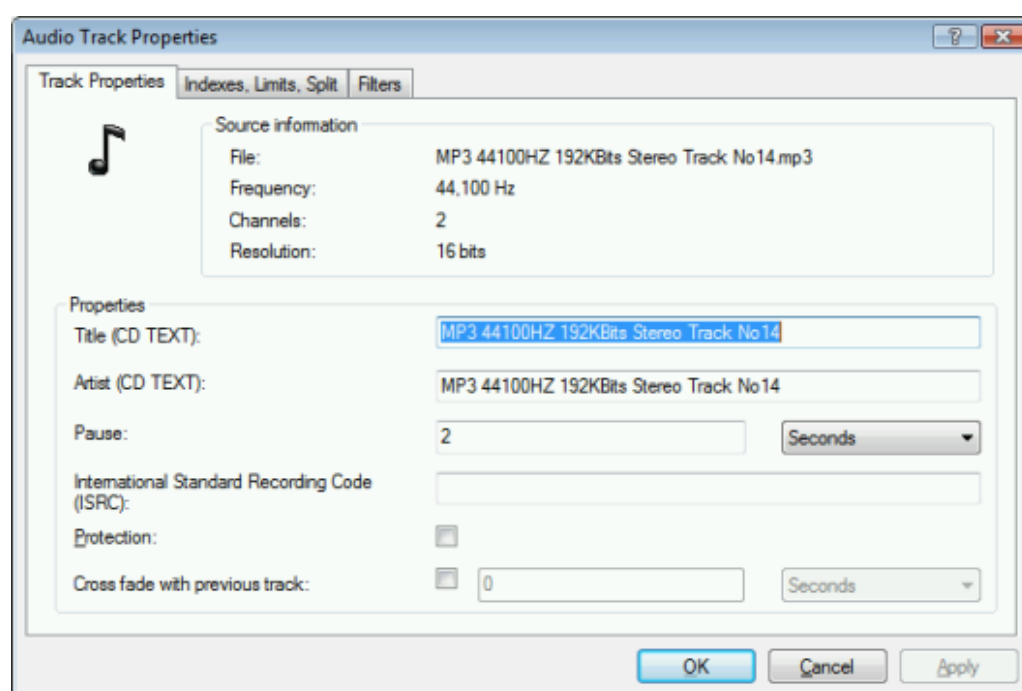 Audio Track Properties
Track Properties Indexes, Limits, Split Filters
Source information
File: MP3 44100HZ 192KBits Stereo Track No14.mp3
Frequency: 44,100 Hz
Channels: 2
Resolution: 16 bits
Properties
Title (CD TEXT): MP3 44100HZ 192KBits Stereo Track No14
Artist (CD TEXT): MP3 44100HZ 192KBits Stereo Track No14
Pause: 2 Seconds
International Standard Recording Code
(ISRC):
Protection:
Cross fade with previous track: 0 Seconds
OK Cancel Apply